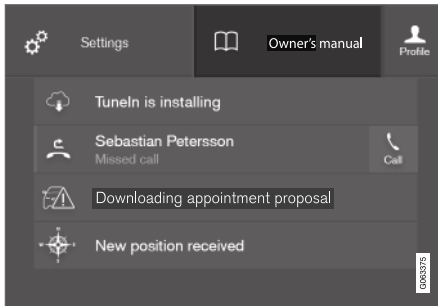 Settings
Owner's manual
Profile
TuneIn is installing
Sebastian Petersson
Missed call
Call
Downloading appointment proposal
New position received
G063375